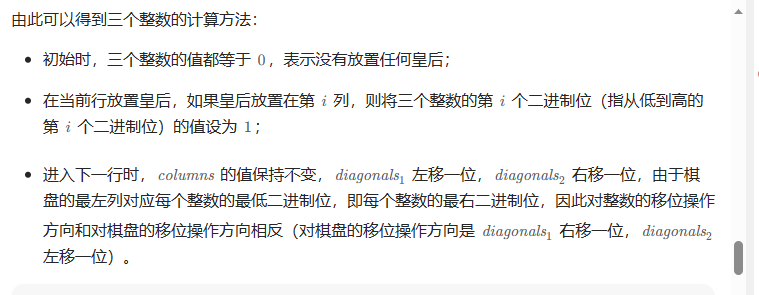 由此可以得到三个整数的计算方法：
初始时，三个整数的值都等于 0，表示没有放置任何皇后；
在当前行放置皇后，如果皇后放置在第 i 列，则将三个整数的第 i 个二进制位（指从低到高的
第 i 个二进制位）的值设为 1；
进入下一行时，columns 的值保持不变，diagonals₁ 左移一位，diagonals₂ 右移一位，由于棋
盘的最左列对应每个整数的最低二进制位，即每个整数的最右二进制位，因此对整数的移位操作
方向和对棋盘的移位操作方向相反（对棋盘的移位操作方向是 diagonals₁ 右移一位，diagonals₂
左移一位）。